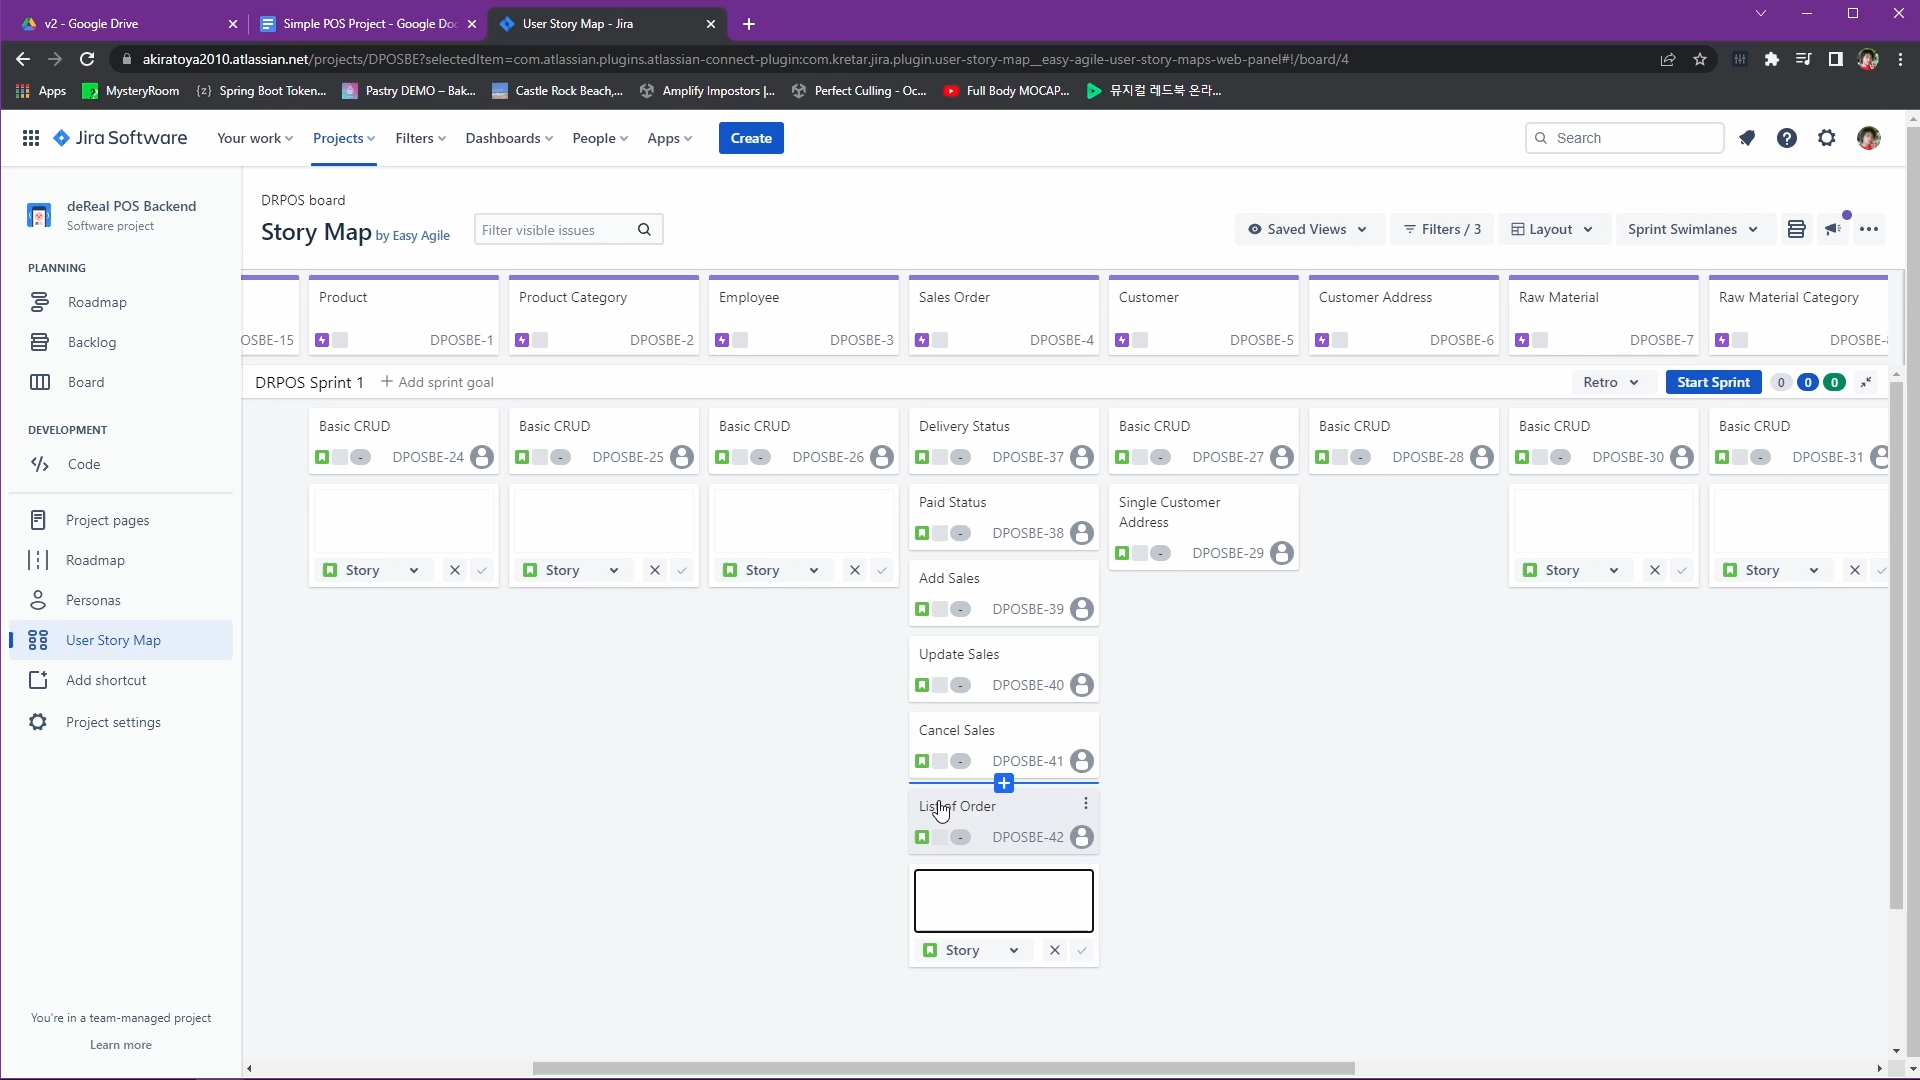 v2 - Google Drive
Simple POS Project - Google Doc
User Story Map - Jira
akiratoya2010.atlassian.net/projects/DPOSBE?selectedItem=com.atlassian.plugins.atlassian-connect-plugin:com.kretar.jira.plugin.user-story-map__easy-agile-user-story-maps-web-panel#!/board/4
Apps
MysteryRoom
Spring Boot Token...
Pastry DEMO – Bak...
Castle Rock Beach,...
Amplify Impostors |...
Perfect Culling - Oc...
Full Body MOCAP...
뮤지컬 레드북 온라...
Jira Software
Your work
Projects
Filters
Dashboards
People
Apps
Create
Search
deReal POS Backend
Software project
PLANNING
Roadmap
Backlog
Board
DEVELOPMENT
Code
Project pages
Roadmap
Personas
User Story Map
Add shortcut
Project settings
You're in a team-managed project
Learn more
DRPOS board
Story Map by Easy Agile
Filter visible issues
Saved Views
Filters / 3
Layout
Sprint Swimlanes
OSBE-15
Product
DPOSBE-1
Product Category
DPOSBE-2
Employee
DPOSBE-3
Sales Order
DPOSBE-4
Customer
DPOSBE-5
Customer Address
DPOSBE-6
Raw Material
DPOSBE-7
Raw Material Category
DPOSBE-
DRPOS Sprint 1
+ Add sprint goal
Retro
Start Sprint
0
0
0
Basic CRUD
- DPOSBE-24
Story
Basic CRUD
- DPOSBE-25
Story
Basic CRUD
- DPOSBE-26
Story
Delivery Status
- DPOSBE-37
Paid Status
- DPOSBE-38
Add Sales
- DPOSBE-39
Update Sales
- DPOSBE-40
Cancel Sales
- DPOSBE-41
List of Order
- DPOSBE-42
Story
Basic CRUD
- DPOSBE-27
Single Customer
Address
- DPOSBE-29
Basic CRUD
- DPOSBE-28
Basic CRUD
- DPOSBE-30
Story
Basic CRUD
- DPOSBE-31
Story